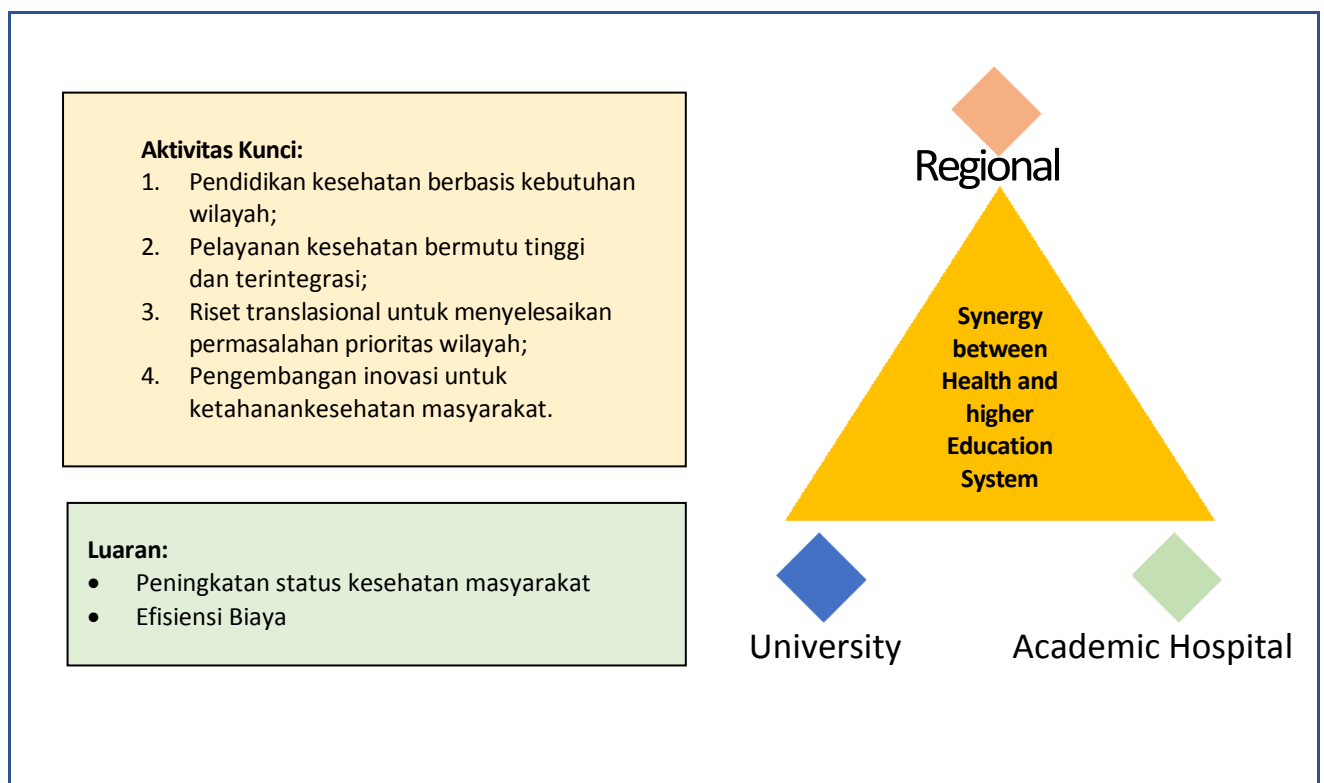 Aktivitas Kunci:
1. Pendidikan kesehatan berbasis kebutuhan
wilayah;
2. Pelayanan kesehatan bermutu tinggi
dan terintegrasi;
3. Riset translasional untuk menyelesaikan
permasalahan prioritas wilayah;
4. Pengembangan inovasi untuk
ketahanankesehatan masyarakat.
Luaran:
• Peningkatan status kesehatan masyarakat
• Efisiensi Biaya
Regional
Synergy
between
Health and
higher
Education
System
University
Academic Hospital